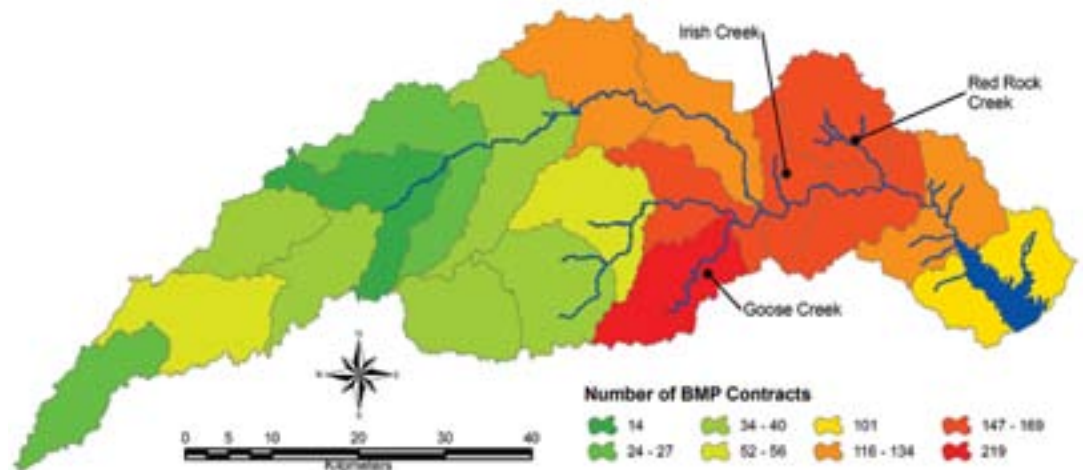 Irish Creek
Red Rock
Creek
Goose Creek
N
Number of BMP Contracts
14
34 - 40
101
147 - 169
24 - 27
52 - 56
116 - 134
219
0 5 10 20 30 40
Kilometers